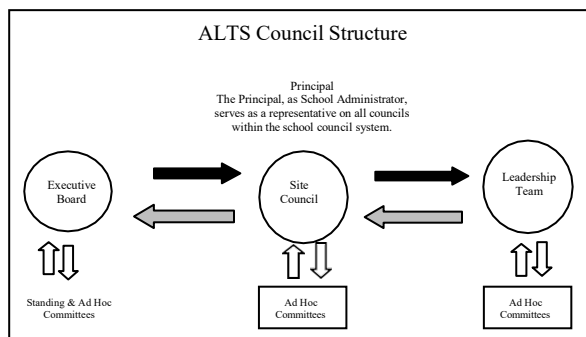 ALTS Council Structure
Principal
The Principal, as School Administrator,
serves as a representative on all councils
within the school council system.
Executive
Board
Site
Council
Leadership
Team
Standing & Ad Hoc
Committees
Ad Hoc
Committees
Ad Hoc
Committees